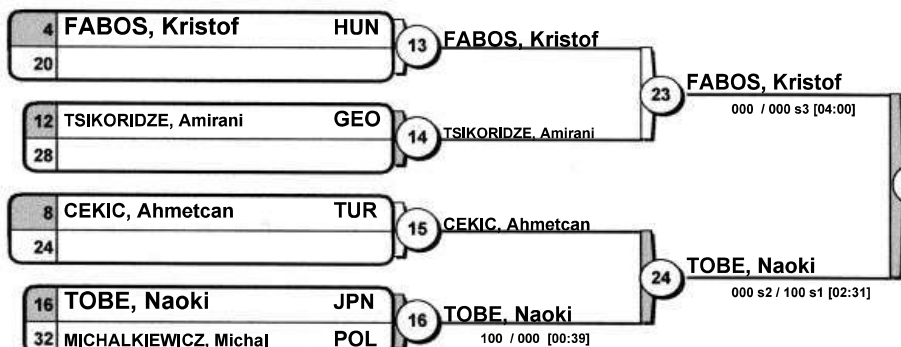 4 FABOS, Kristof HUN
20
13 FABOS, Kristof
12 TSIKORIDZE, Amirani GEO
28
14 TSIKORIDZE, Amirani
23 FABOS, Kristof
000 / 000 s3 [04:00]
8 CEKIC, Ahmetcan TUR
24
15 CEKIC, Ahmetcan
16 TOBE, Naoki JPN
32 MICHALKIEWICZ, Michal POL
16 TOBE, Naoki
100 / 000 [00:39]
24 TOBE, Naoki
000 s2 / 100 s1 [02:31]